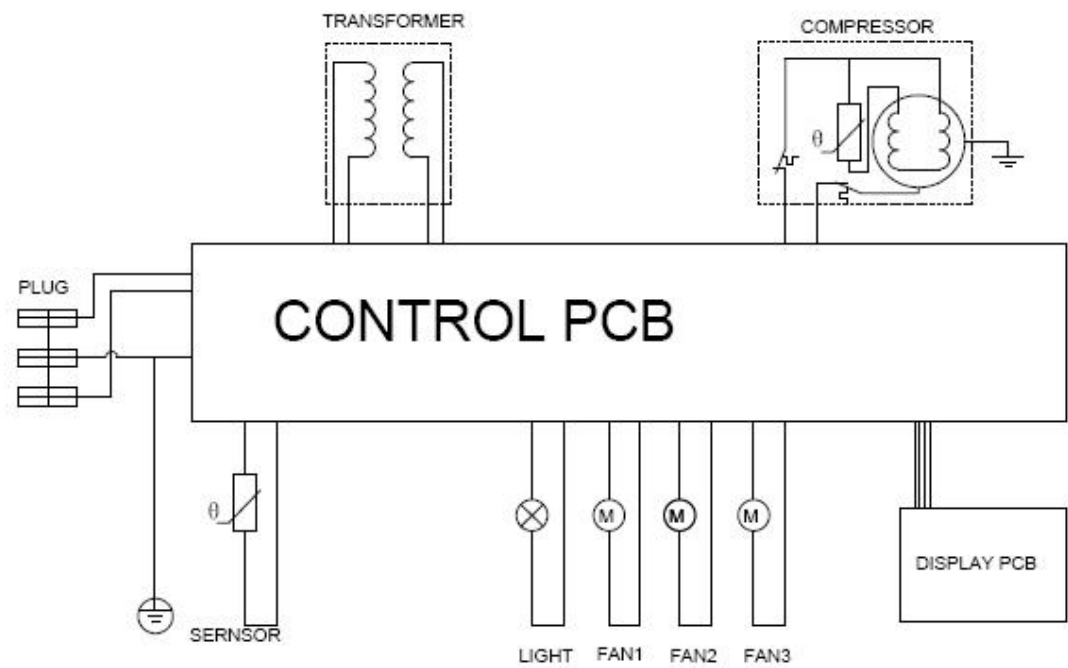 TRANSFORMER
COMPRESSOR
θ
PLUG
CONTROL PCB
θ
M
M
M
DISPLAY PCB
SERNSOR
LIGHT
FAN1
FAN2
FAN3